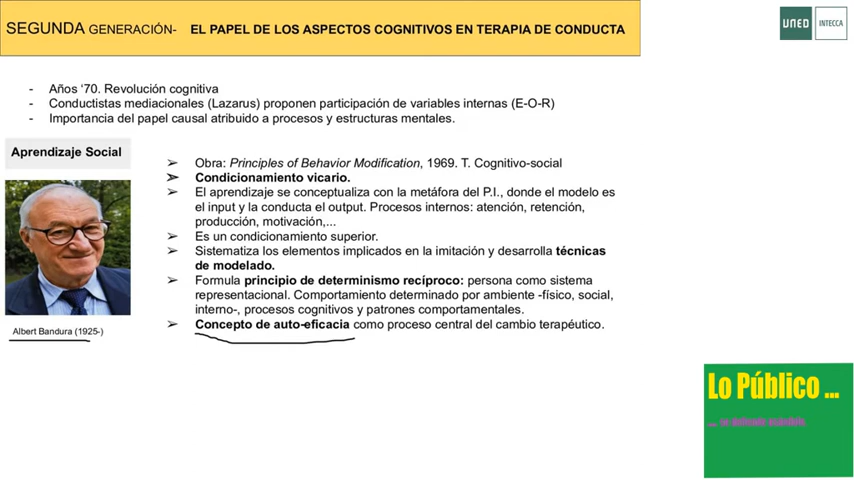 SEGUNDA GENERACIÓN- EL PAPEL DE LOS ASPECTOS COGNITIVOS EN TERAPIA DE CONDUCTA
UNED INTECCA
- Años ‘70. Revolución cognitiva
- Conductistas mediacionales (Lazarus) proponen participación de variables internas (E-O-R)
- Importancia del papel causal atribuido a procesos y estructuras mentales.
Aprendizaje Social
➢ Obra: Principles of Behavior Modification, 1969. T. Cognitivo-social
➢ Condicionamiento vicario.
➢ El aprendizaje se conceptualiza con la metáfora del P.I., donde el modelo es
el input y la conducta el output. Procesos internos: atención, retención,
producción, motivación,...
➢ Es un condicionamiento superior.
➢ Sistematiza los elementos implicados en la imitación y desarrolla técnicas
de modelado.
➢ Formula principio de determinismo recíproco: persona como sistema
representacional. Comportamiento determinado por ambiente -físico, social,
interno-, procesos cognitivos y patrones comportamentales.
➢ Concepto de auto-eficacia como proceso central del cambio terapéutico.
Albert Bandura (1925-)
Lo Público ...